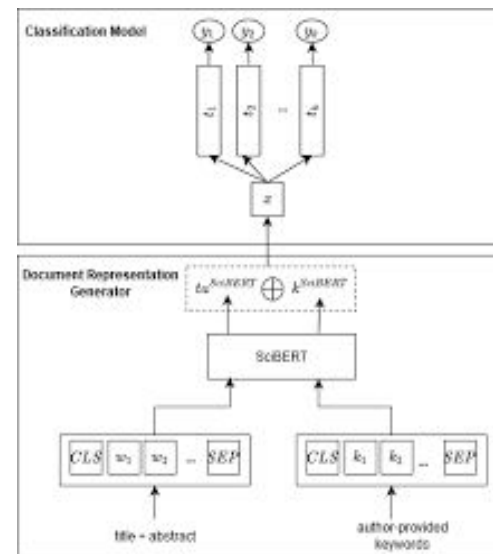 Classification Model
y₁ y₂ yₖ
t₁ t₂ .. tₖ
z
Document Representation
Generator
ta^SciBERT ⊕ k^SciBERT
SciBERT
CLS w₁ w₂ ... SEP CLS k₁ k₂ ... SEP
title + abstract
author-provided
keywords